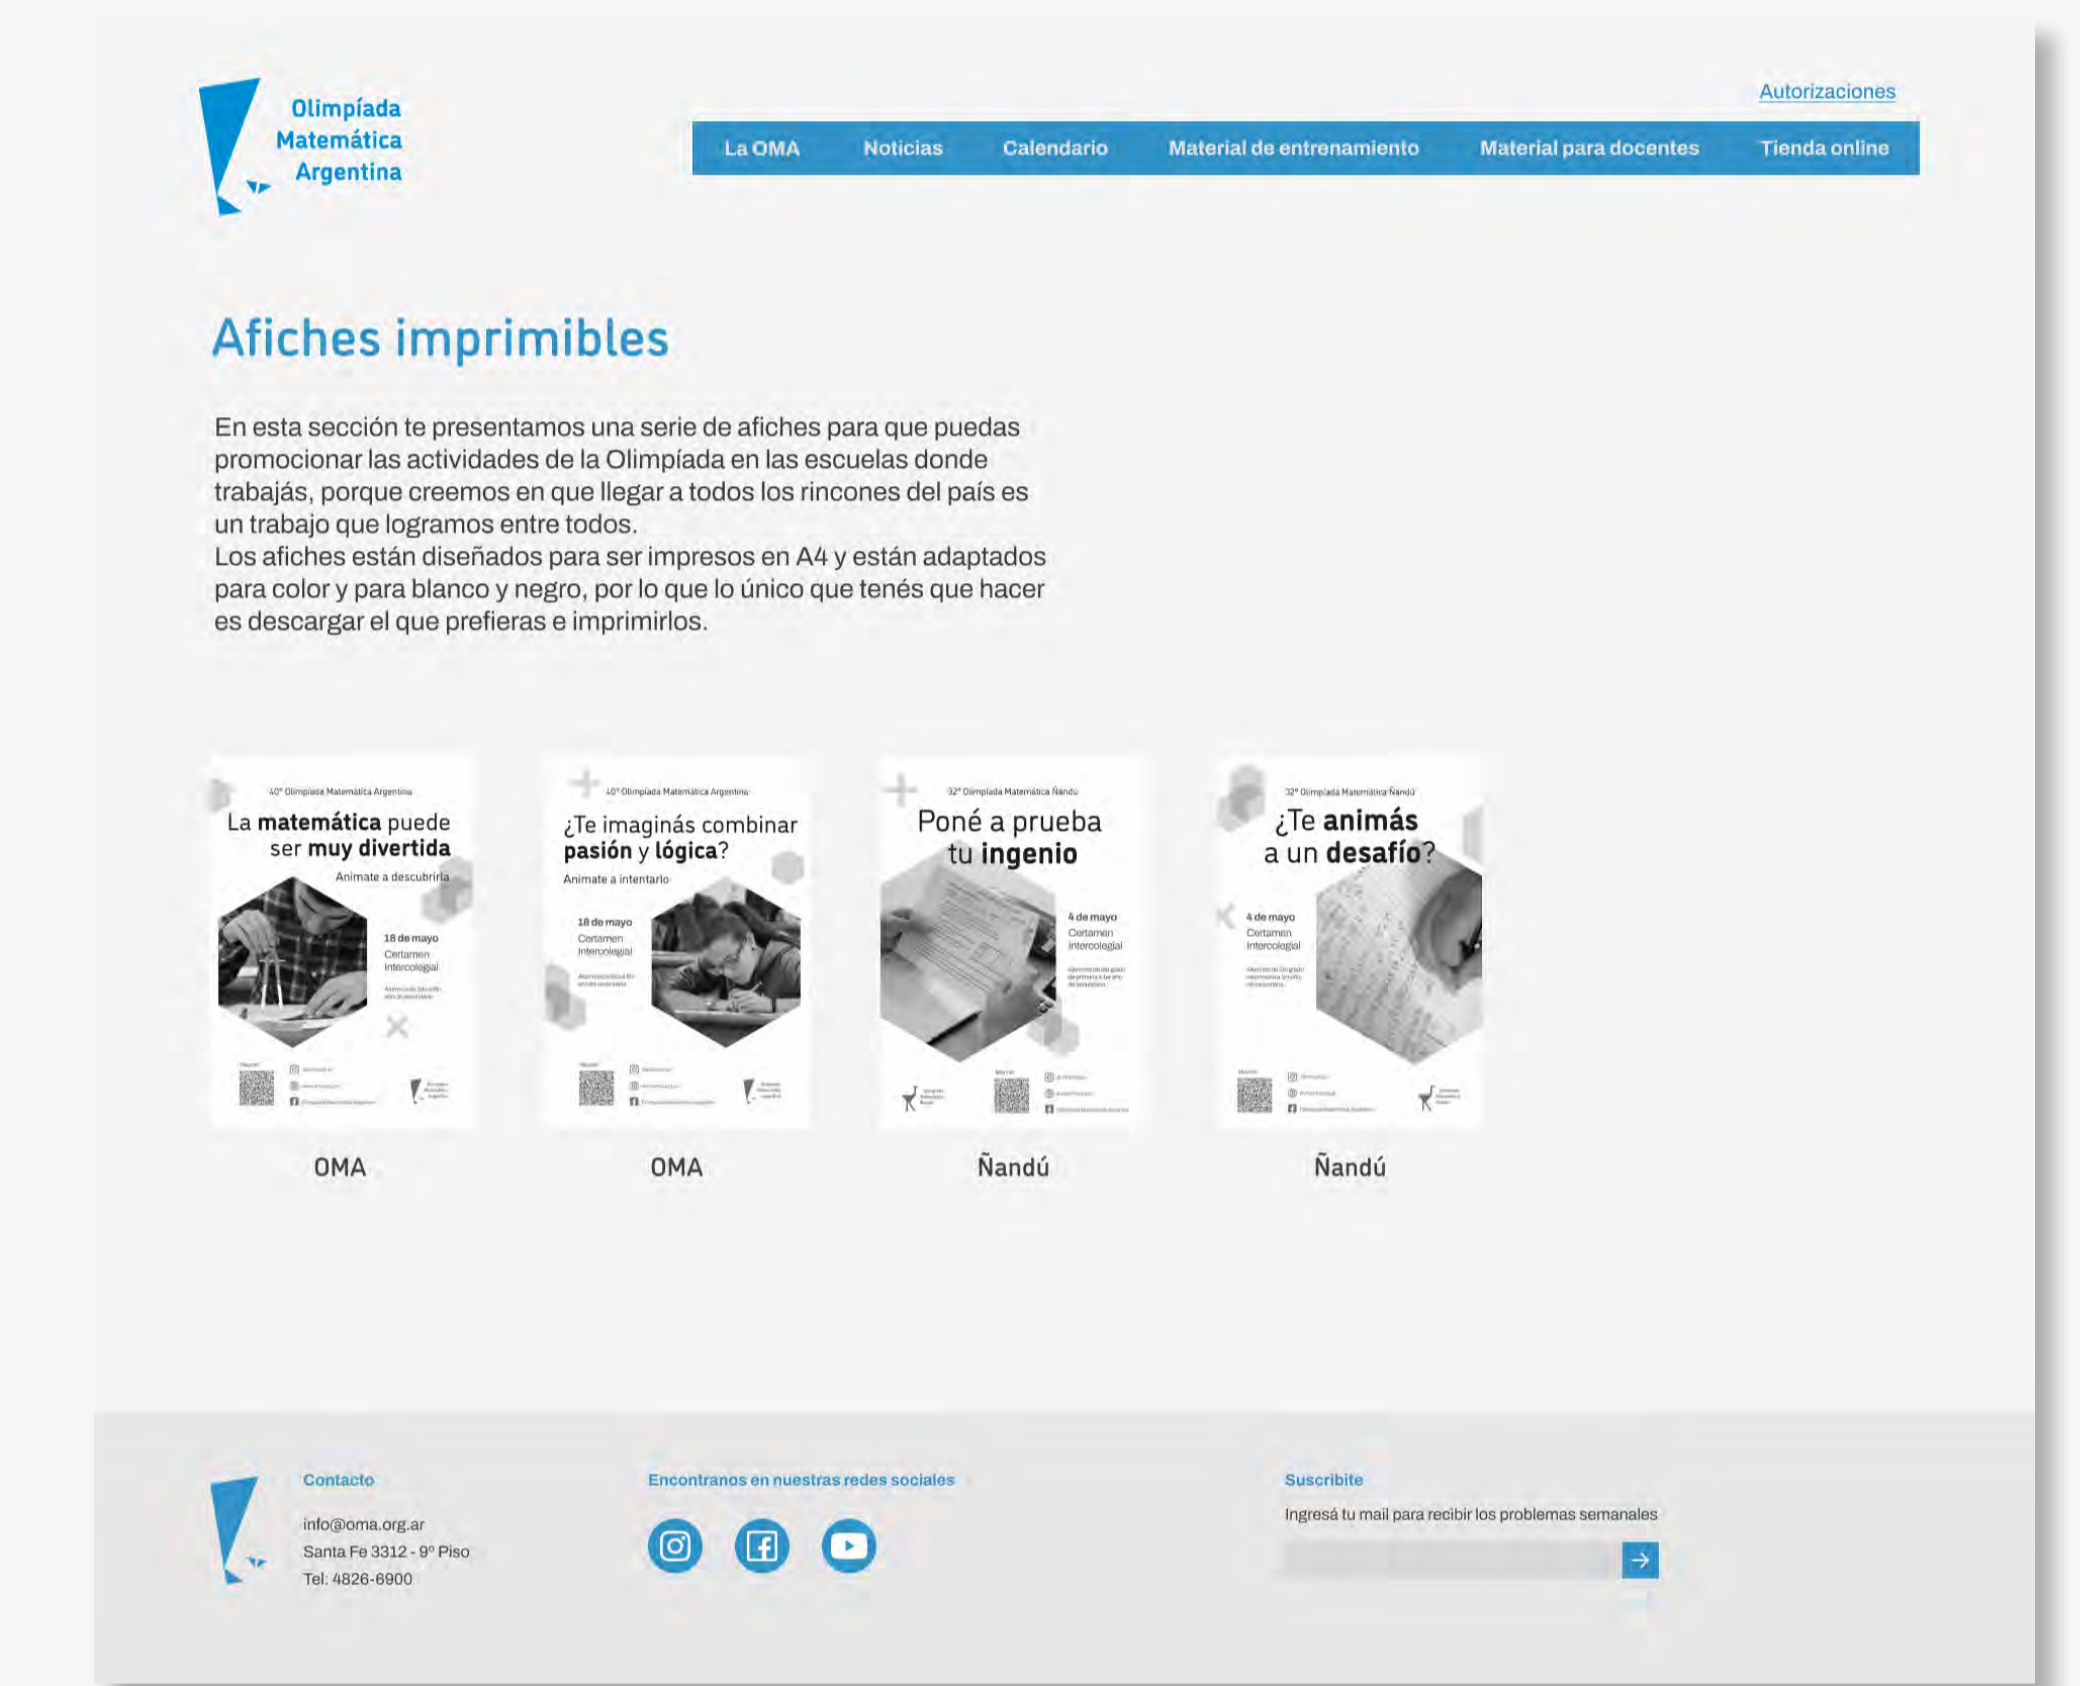 Olimpíada
Matemática
Argentina
Autorizaciones
La OMA
Noticias
Calendario
Material de entrenamiento
Material para docentes
Tienda online
Afiches imprimibles
En esta sección te presentamos una serie de afiches para que puedas
promocionar las actividades de la Olimpíada en las escuelas donde
trabajás, porque creemos en que llegar a todos los rincones del país es
un trabajo que logramos entre todos.
Los afiches están diseñados para ser impresos en A4 y están adaptados
para color y para blanco y negro, por lo que lo único que tenés que hacer
es descargar el que prefieras e imprimirlos.
40º Olimpíada Matemática Argentina
La matemática puede
ser muy divertida
Animate a descubrirla
18 de mayo
Certamen
Intercolegial
OMA
40º Olimpíada Matemática Argentina
¿Te imaginás combinar
pasión y lógica?
Animate a intentarlo
18 de mayo
Certamen
Intercolegial
OMA
32º Olimpíada Matemática Ñandú
Poné a prueba
tu ingenio
4 de mayo
Certamen
Intercolegial
Ñandú
32º Olimpíada Matemática Ñandú
¿Te animás
a un desafío?
4 de mayo
Certamen
Intercolegial
Ñandú
Contacto
info@oma.org.ar
Santa Fe 3312 - 9º Piso
Tel: 4826-6900
Encontranos en nuestras redes sociales
Suscribite
Ingresá tu mail para recibir los problemas semanales